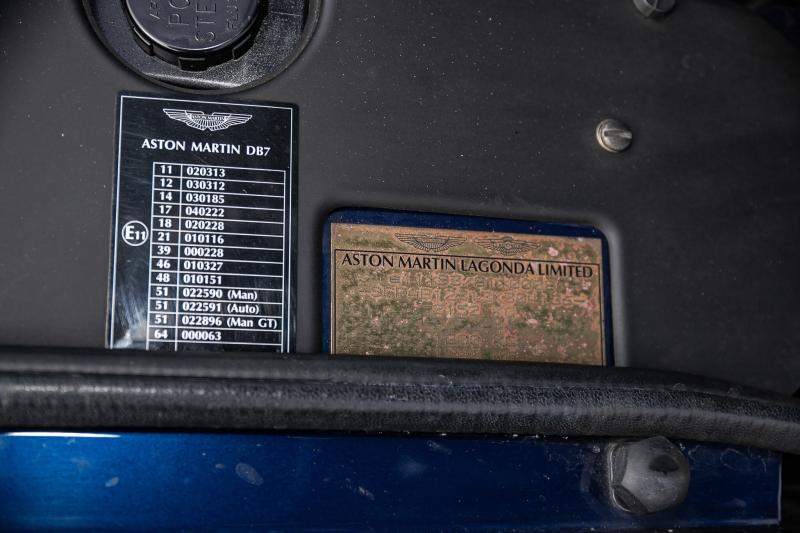 ASTON MARTIN
ASTON MARTIN DB7
11 020313
12 030312
14 030185
17 040222
18 020228
21 010116
39 000228
46 010327
48 010151
51 022590 (Man)
51 022591 (Auto)
51 022896 (Man GT)
64 000063
E11
ASTON MARTIN LAGONDA LIMITED